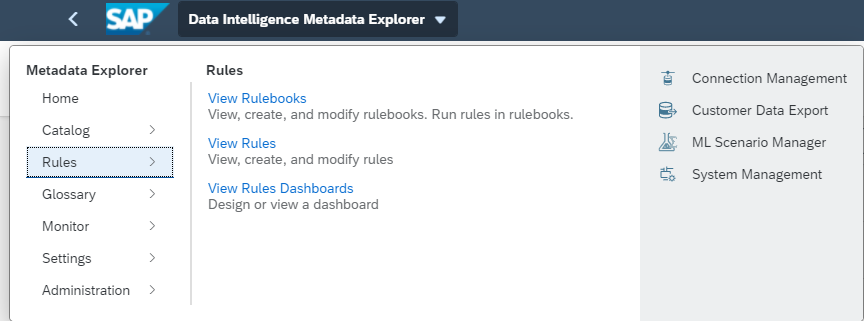 SAP Data Intelligence Metadata Explorer
Metadata Explorer
Home
Catalog
Rules
Glossary
Monitor
Settings
Administration
Rules
View Rulebooks
View, create, and modify rulebooks. Run rules in rulebooks.
View Rules
View, create, and modify rules
View Rules Dashboards
Design or view a dashboard
Connection Management
Customer Data Export
ML Scenario Manager
System Management